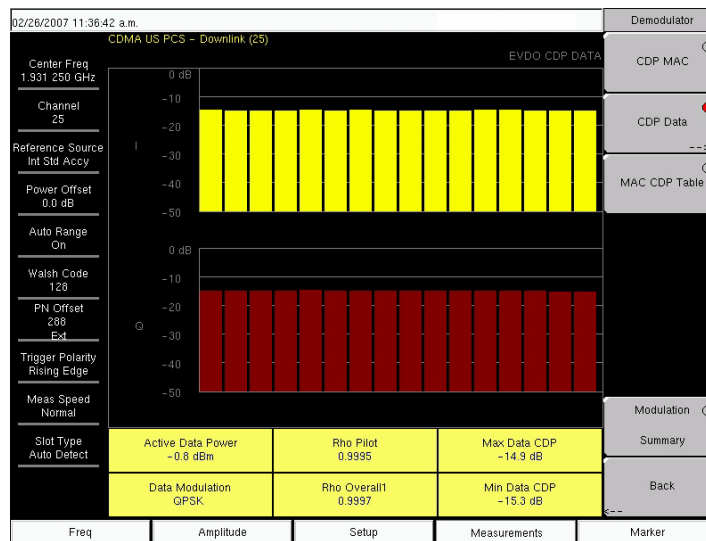 02/26/2007 11:36:42 a.m.
Demodulator
CDMA US PCS – Downlink (25)
EVDO CDP DATA
Center Freq
1.931 250 GHz
Channel
25
Reference Source
Int Std Accy
Power Offset
0.0 dB
Auto Range
On
Walsh Code
128
PN Offset
288
Ext
Trigger Polarity
Rising Edge
Meas Speed
Normal
Slot Type
Auto Detect
0 dB
-10
-20
I
-30
-40
-50
0 dB
-10
-20
Q
-30
-40
-50
CDP MAC
CDP Data
--:
MAC CDP Table
Modulation
Summary
Back
<--
Active Data Power
-0.8 dBm
Rho Pilot
0.9995
Max Data CDP
-14.9 dB
Data Modulation
QPSK
Rho Overall1
0.9997
Min Data CDP
-15.3 dB
Freq
Amplitude
Setup
Measurements
Marker